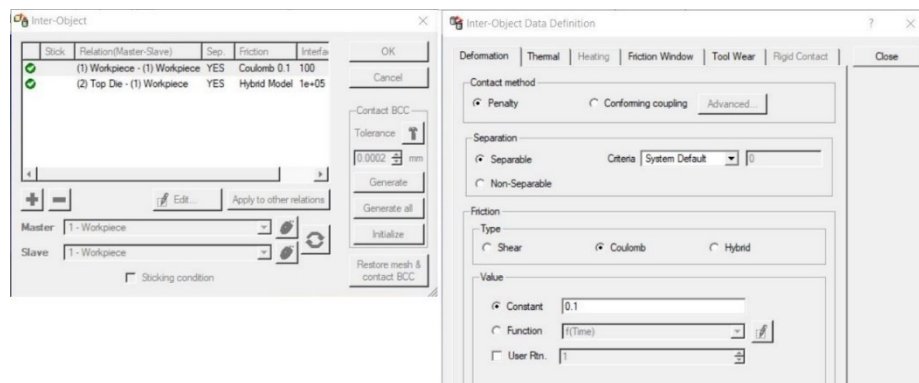 Inter-Object
Stick Relation(Master-Slave) Sep. Friction Interfa
(1) Workpiece - (1) Workpiece YES Coulomb 0.1 100
(2) Top Die - (1) Workpiece YES Hybrid Model 1e+05
Edit...
Apply to other relations
Master 1 - Workpiece
Slave 1 - Workpiece
Sticking condition
OK
Cancel
Contact BCC
Tolerance
0.0002 mm
Generate
Generate all
Initialize
Restore mesh &
contact BCC
Inter-Object Data Definition
Deformation Thermal Heating Friction Window Tool Wear Rigid Contact
Close
Contact method
Penalty Conforming coupling Advanced...
Separation
Separable Criteria System Default 0
Non-Separable
Friction
Type
Shear Coulomb Hybrid
Value
Constant 0.1
Function f(Time)
User Rtn. 1